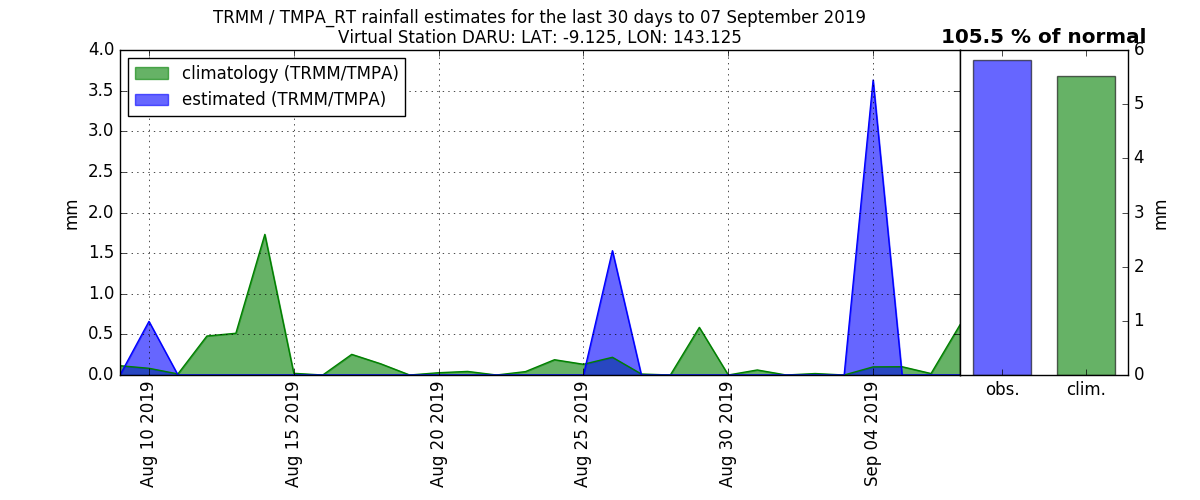 TRMM / TMPA_RT rainfall estimates for the last 30 days to 07 September 2019
Virtual Station DARU: LAT: -9.125, LON: 143.125
105.5 % of normal
climatology (TRMM/TMPA)
estimated (TRMM/TMPA)
4.0
3.5
3.0
2.5
2.0
1.5
1.0
0.5
0.0
mm
Aug 10 2019
Aug 15 2019
Aug 20 2019
Aug 25 2019
Aug 30 2019
Sep 04 2019
6
5
4
3
2
1
0
mm
obs.
clim.